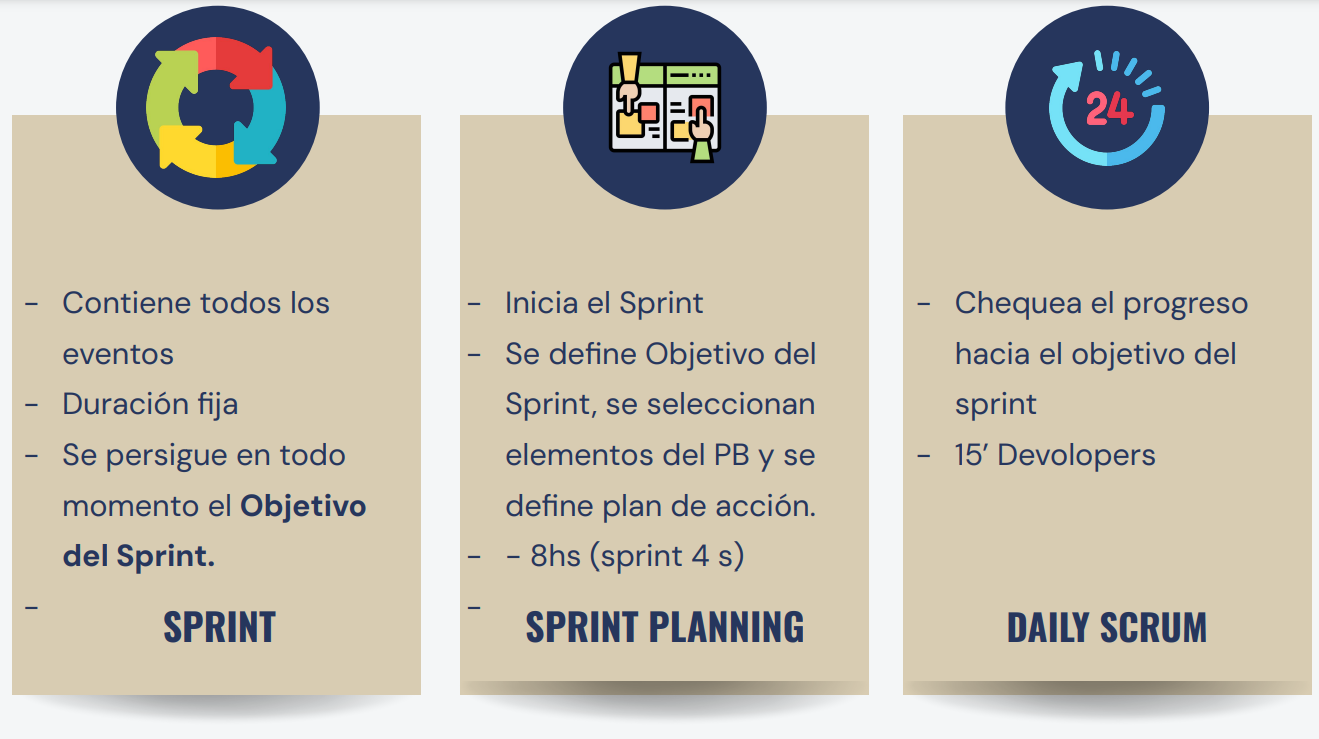 - Contiene todos los
eventos
- Duración fija
- Se persigue en todo
momento el Objetivo
del Sprint.
-
SPRINT
- Inicia el Sprint
- Se define Objetivo del
Sprint, se seleccionan
elementos del PB y se
define plan de acción.
- - 8hs (sprint 4 s)
-
SPRINT PLANNING
24
- Chequea el progreso
hacia el objetivo del
sprint
- 15’ Devolopers
DAILY SCRUM